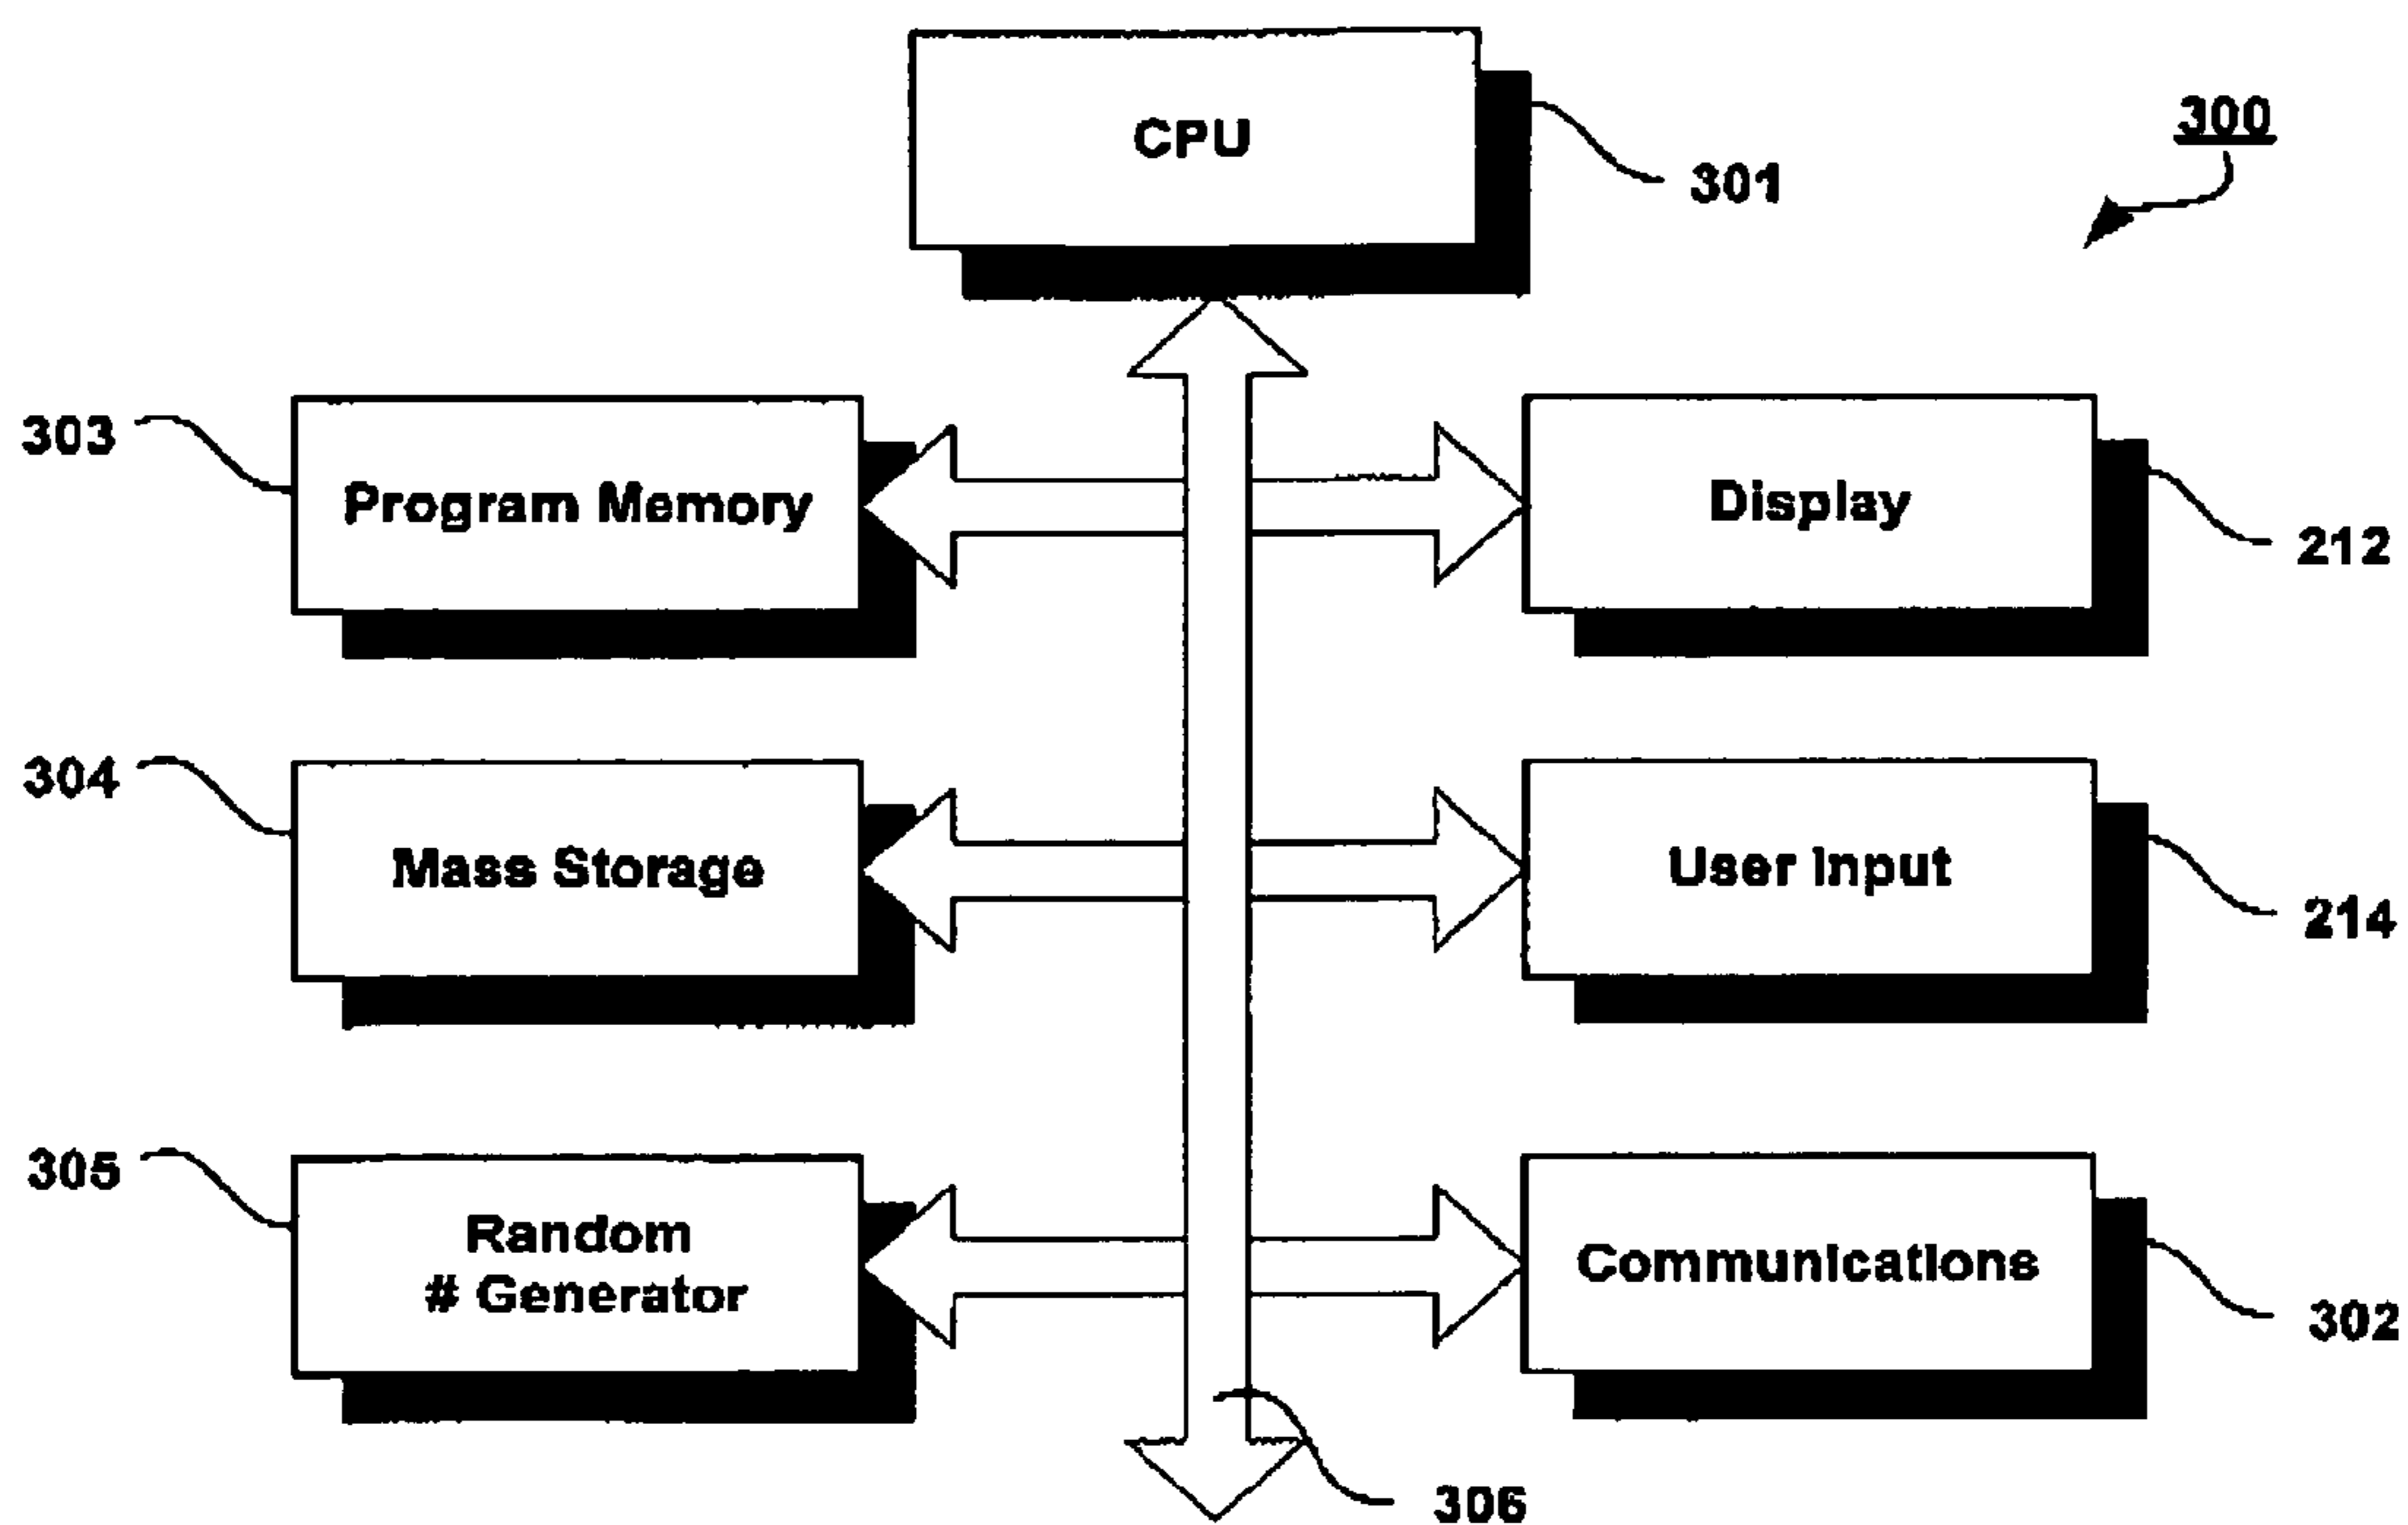 CPU
300
301
303
Program Memory
Display
212
304
Mass Storage
User Input
214
305
Random
# Generator
Communications
302
306